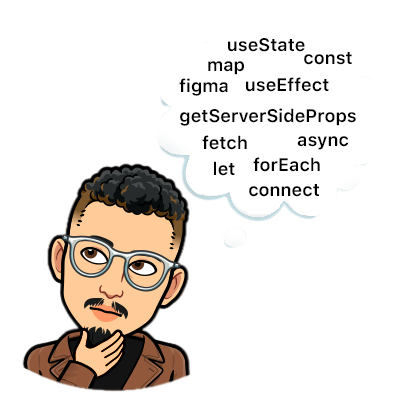 useState
map const
figma useEffect
getServerSideProps
fetch async
let forEach
connect